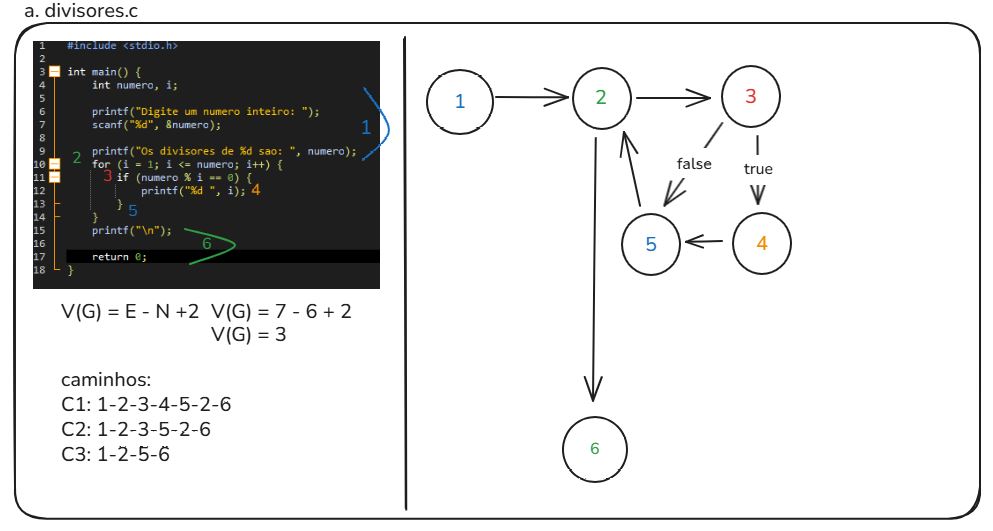 a. divisores.c
1 #include <stdio.h>
2
3 int main() {
4 int numero, i;
5
6 printf("Digite um numero inteiro: ");
7 scanf("%d", &numero);
8
9 printf("Os divisores de %d sao: ", numero);
10 for (i = 1; i <= numero; i++) {
11 if (numero % i == 0) {
12 printf("%d ", i);
13 }
14 }
15 printf("\n");
16
17 return 0;
18 }
1
2
3
4
5
6
V(G) = E - N +2 V(G) = 7 - 6 + 2
V(G) = 3
caminhos:
C1: 1-2-3-4-5-2-6
C2: 1-2-3-5-2-6
C3: 1-2-5-6
1
2
3
false
true
5
4
6